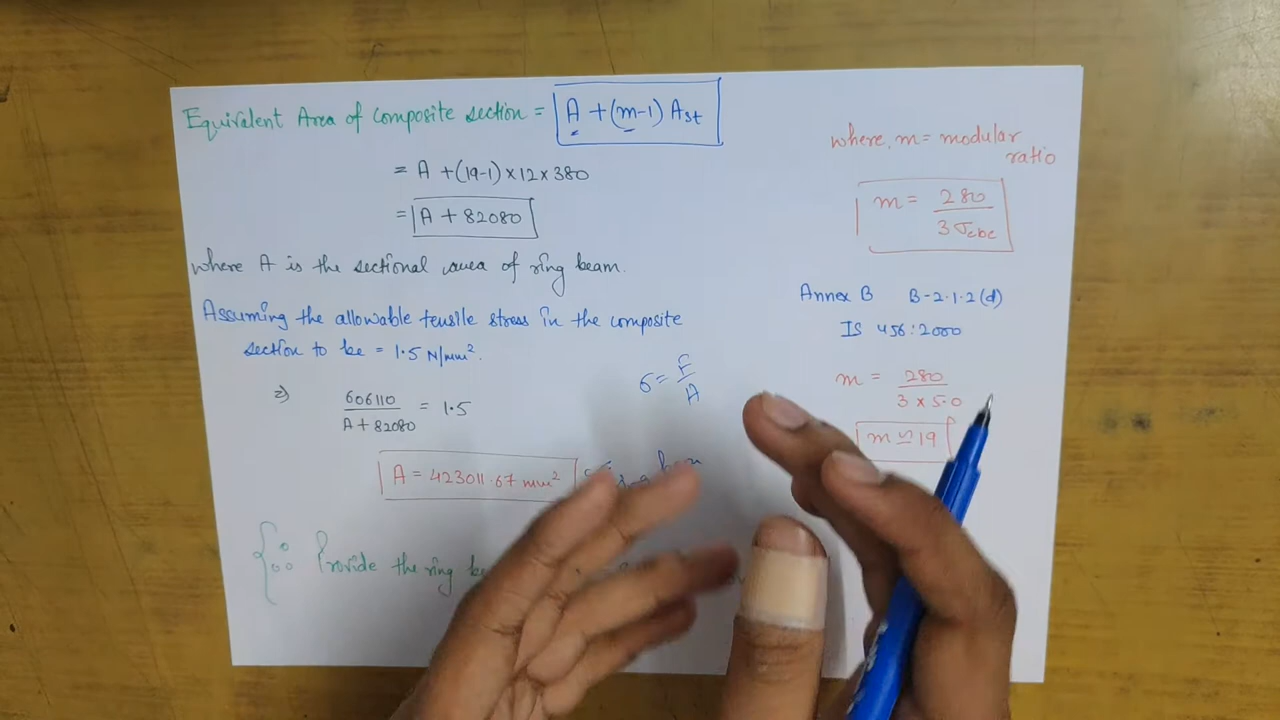 Equivalent Area of composite section = A + (m-1) Ast
= A + (19-1) × 12 × 380
= A + 82080
where A is the sectional area of ring beam.
Assuming the allowable tensile stress in the composite
section to be = 1.5 N/mm².
⇒ 606110 / A + 82080 = 1.5
σ = F / A
A = 423011.67 mm²
∴ Provide the ring
where, m = modular
ratio
m = 280 / 3 σcbc
Annex B B-2.1.2(d)
IS 456:2000
m = 280 / 3 × 5.0
m ≃ 19